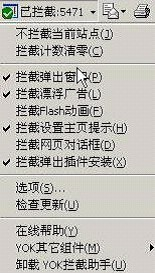 已拦截:5471
不拦截当前站点(J)
拦截计数清零(C)
拦截弹出窗口(P)
拦截漂浮广告(L)
拦截Flash动画(F)
拦截设置主页提示(H)
拦截网页对话框(D)
拦截弹出插件安装(X)
选项(S)...
检查更新(U)
在线帮助(Y)
YOK其它组件(M)
卸载 YOK拦截助手(U)